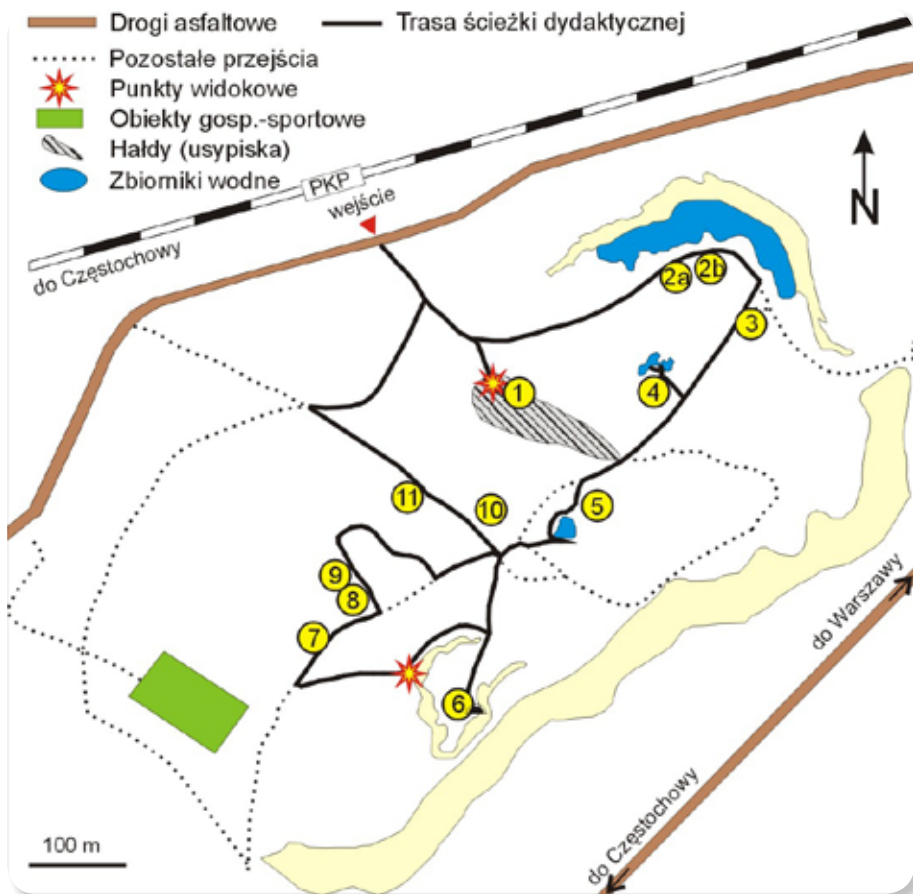 Drogi asfaltowe
Trasa ścieżki dydaktycznej
Pozostałe przejścia
Punkty widokowe
Obiekty gosp.-sportowe
Hałdy (usypiska)
Zbiorniki wodne
PKP
wejście
N
do Częstochowy
2a
2b
3
1
4
11
10
5
9
8
7
6
do Warszawy
do Częstochowy
100 m